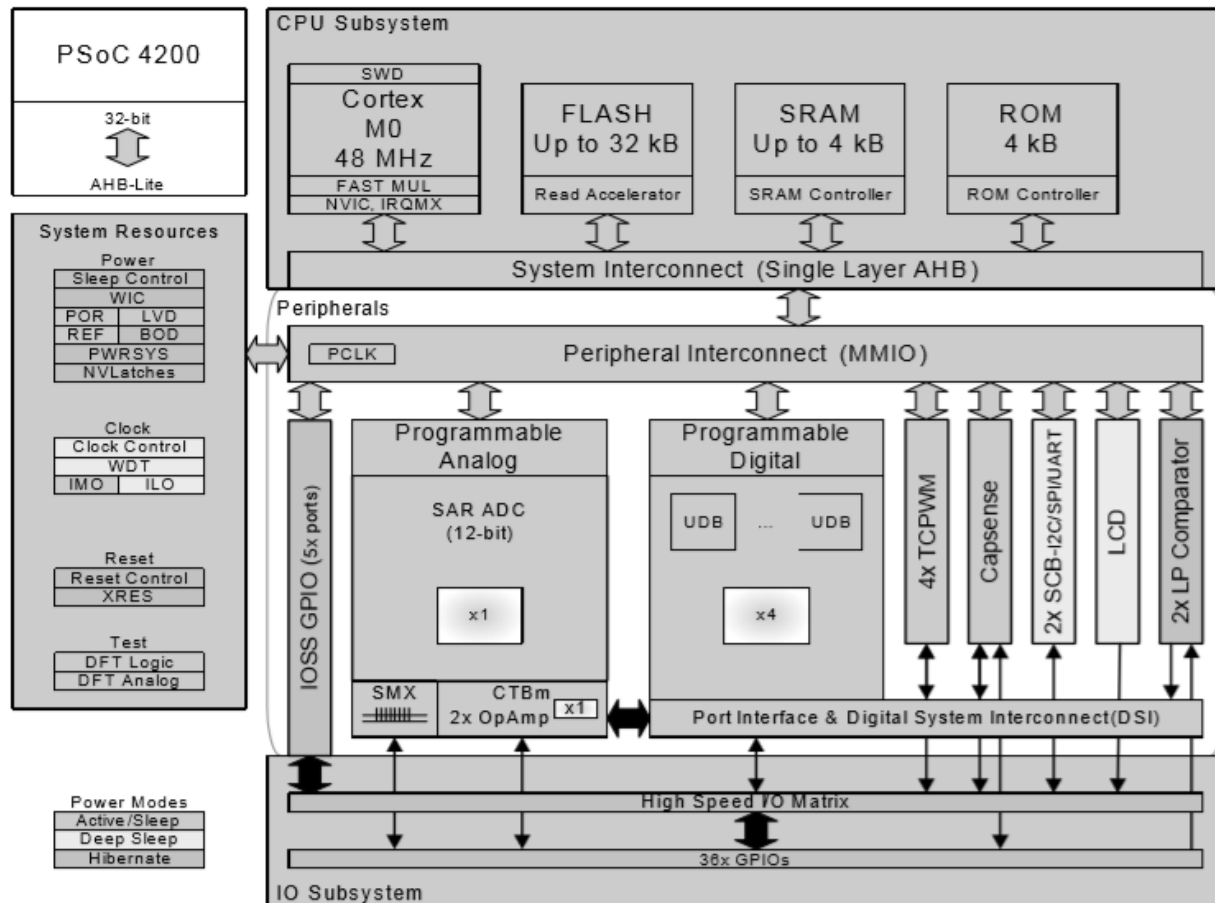 PSoC 4200
32-bit
AHB-Lite
CPU Subsystem
SWD
Cortex
M0
48 MHz
FAST MUL
NVIC, IRQMX
FLASH
Up to 32 kB
Read Accelerator
SRAM
Up to 4 kB
SRAM Controller
ROM
4 kB
ROM Controller
System Interconnect (Single Layer AHB)
System Resources
Power
Sleep Control
WIC
POR
LVD
REF
BOD
PWRSYS
NVLatches
Clock
Clock Control
WDT
IMO
ILO
Reset
Reset Control
XRES
Test
DFT Logic
DFT Analog
Peripherals
PCLK
Peripheral Interconnect (MMIO)
IOSS GPIO (5x ports)
Programmable
Analog
SAR ADC
(12-bit)
x1
SMX
CTBm
2x OpAmp
x1
Programmable
Digital
UDB
...
UDB
x4
4x TCPWM
Capsense
2x SCB-I2C/SPI/UART
LCD
2x LP Comparator
Port Interface & Digital System Interconnect(DSI)
Power Modes
Active/Sleep
Deep Sleep
Hibernate
High Speed I/O Matrix
36x GPIOs
IO Subsystem